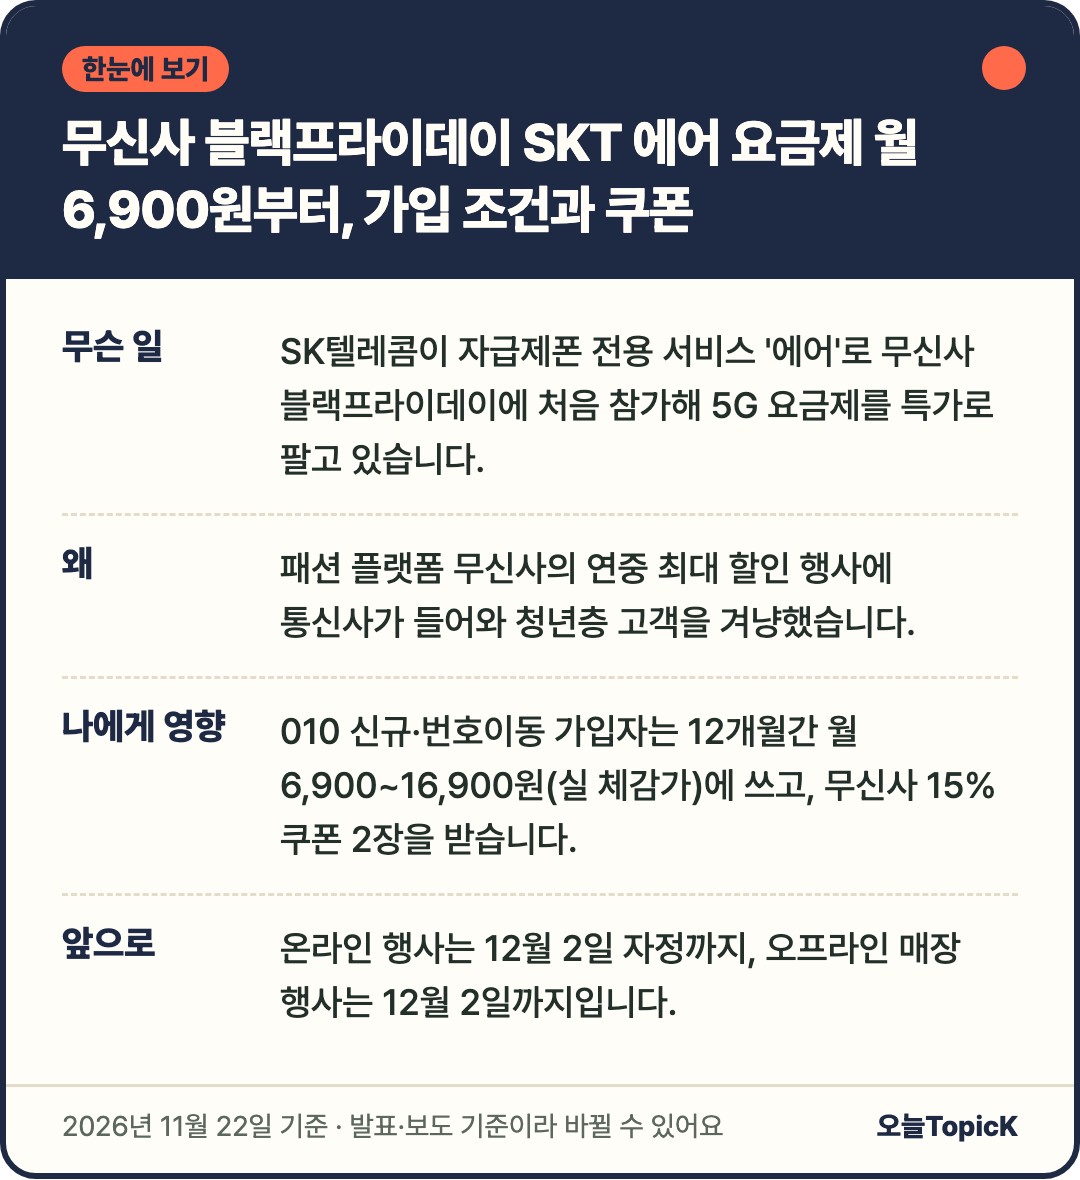 한눈에 보기
무신사 블랙프라이데이 SKT 에어 요금제 월
6,900원부터, 가입 조건과 쿠폰
무슨 일
SK텔레콤이 자급제폰 전용 서비스 '에어'로 무신사
블랙프라이데이에 처음 참가해 5G 요금제를 특가로
팔고 있습니다.
왜
패션 플랫폼 무신사의 연중 최대 할인 행사에
통신사가 들어와 청년층 고객을 겨냥했습니다.
나에게 영향
010 신규·번호이동 가입자는 12개월간 월
6,900~16,900원(실 체감가)에 쓰고, 무신사 15%
쿠폰 2장을 받습니다.
앞으로
온라인 행사는 12월 2일 자정까지, 오프라인 매장
행사는 12월 2일까지입니다.
2026년 11월 22일 기준 · 발표·보도 기준이라 바뀔 수 있어요
오늘TopicK